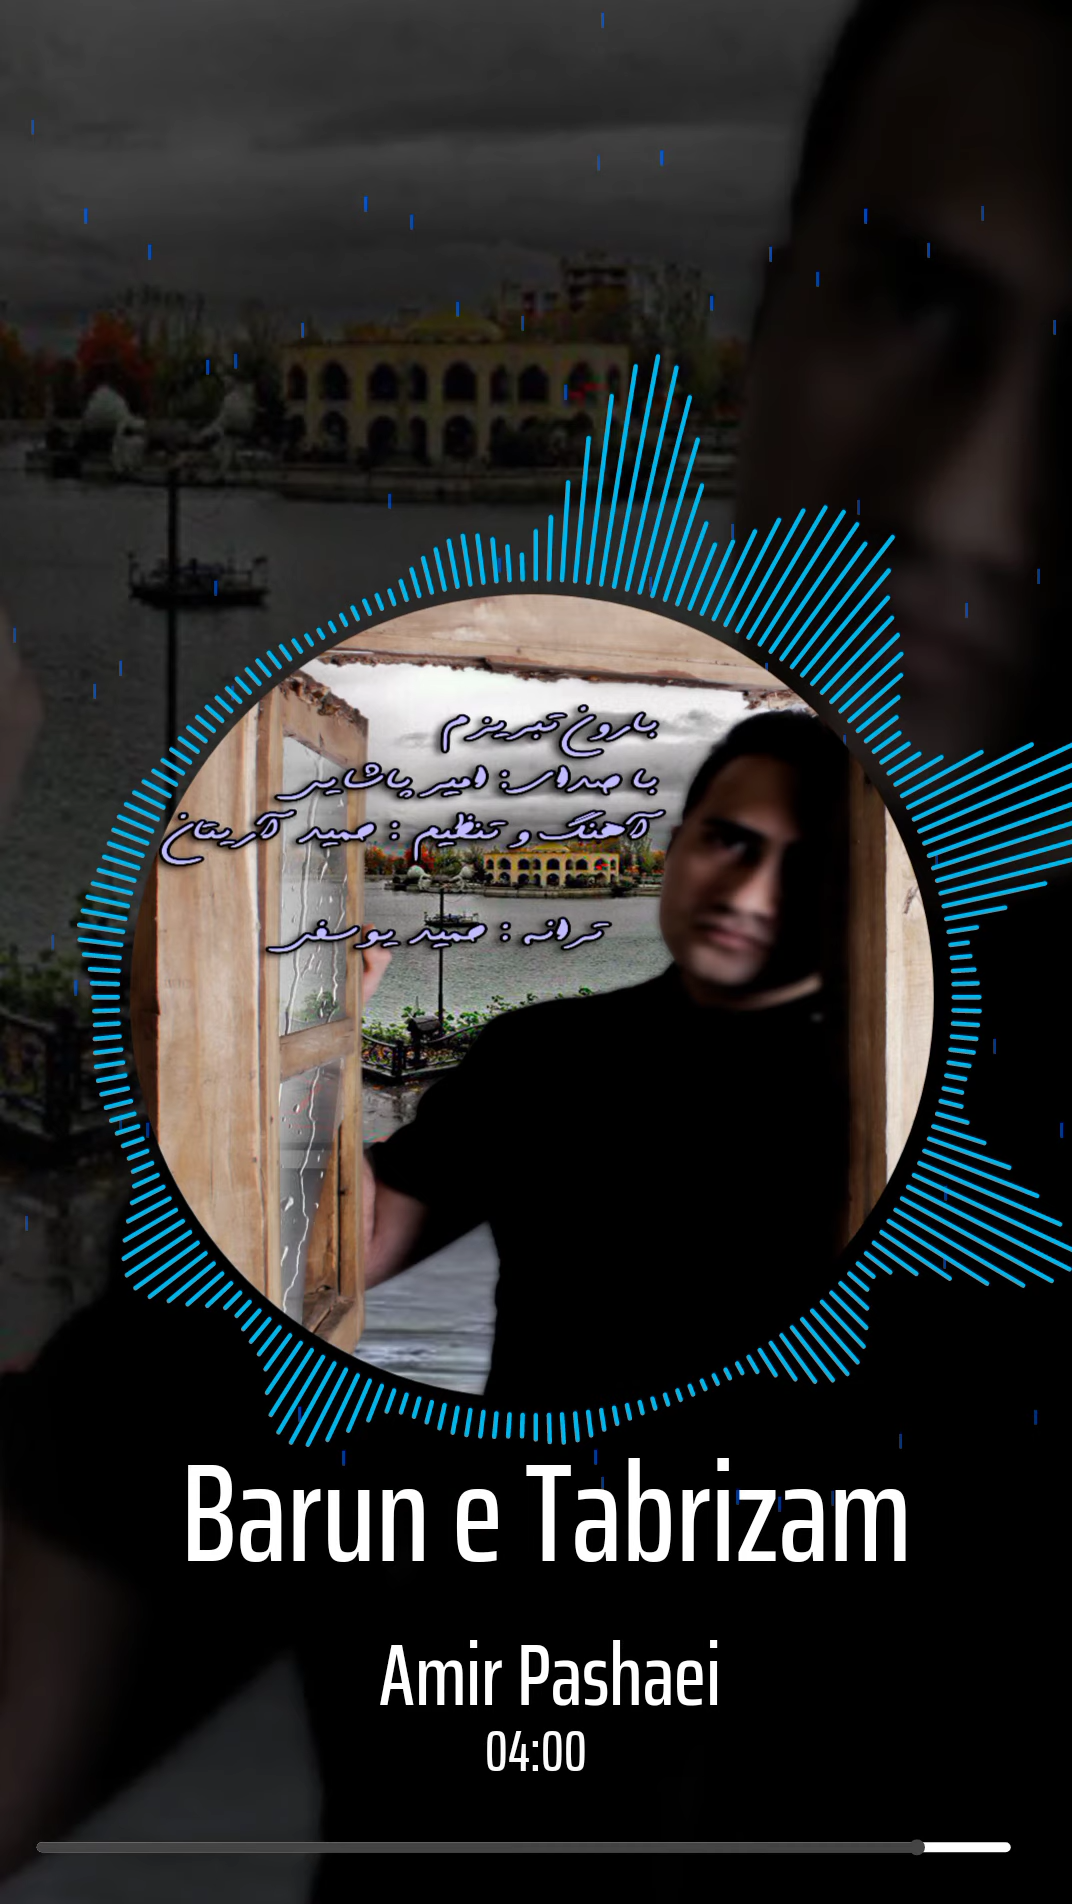 بارون تبریزم
با صدای: امیر پاشایی
آهنگ و تنظیم : حمید آریتان
ترانه : حمید یوسفی
Barun e Tabrizam
Amir Pashaei
04:00